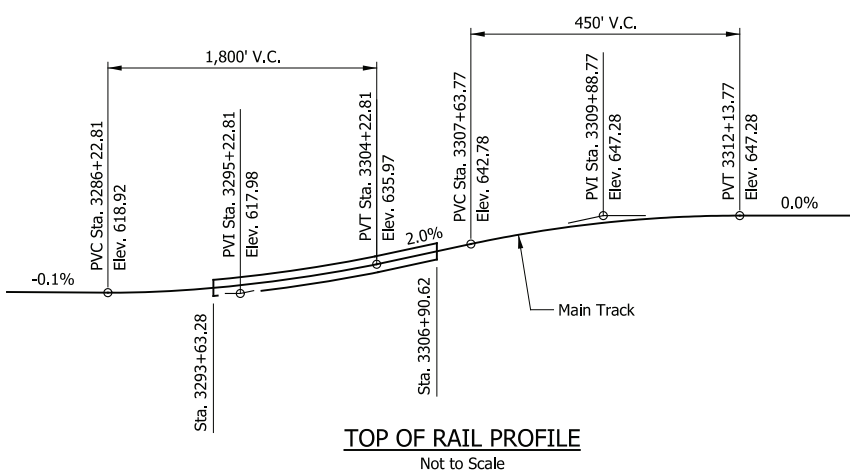 450' V.C.
1,800' V.C.
PVC Sta. 3286+22.81
Elev. 618.92
PVI Sta. 3295+22.81
Elev. 617.98
PVT Sta. 3304+22.81
Elev. 635.97
PVC Sta. 3307+63.77
Elev. 642.78
PVI Sta. 3309+88.77
Elev. 647.28
PVT 3312+13.77
Elev. 647.28
-0.1%
2.0%
0.0%
Sta. 3293+63.28
Sta. 3306+90.62
Main Track
TOP OF RAIL PROFILE
Not to Scale